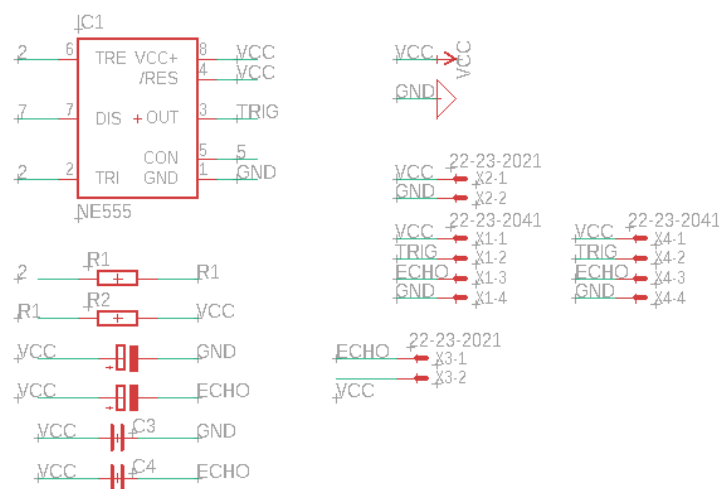 IC1
2 6 TRE VCC+ 8 VCC
/RES 4 VCC
7 7 DIS OUT 3 TRIG
CON 5 5
2 2 TRI GND 1 GND
NE555
VCC VCC
GND
22-23-2021
VCC X2-1
GND X2-2
22-23-2041
VCC X1-1
TRIG X1-2
ECHO X1-3
GND X1-4
22-23-2041
VCC X4-1
TRIG X4-2
ECHO X4-3
GND X4-4
2 R1 R1
R1 R2 VCC
VCC GND
VCC ECHO
VCC C3 GND
VCC C4 ECHO
22-23-2021
ECHO X3-1
X3-2
VCC